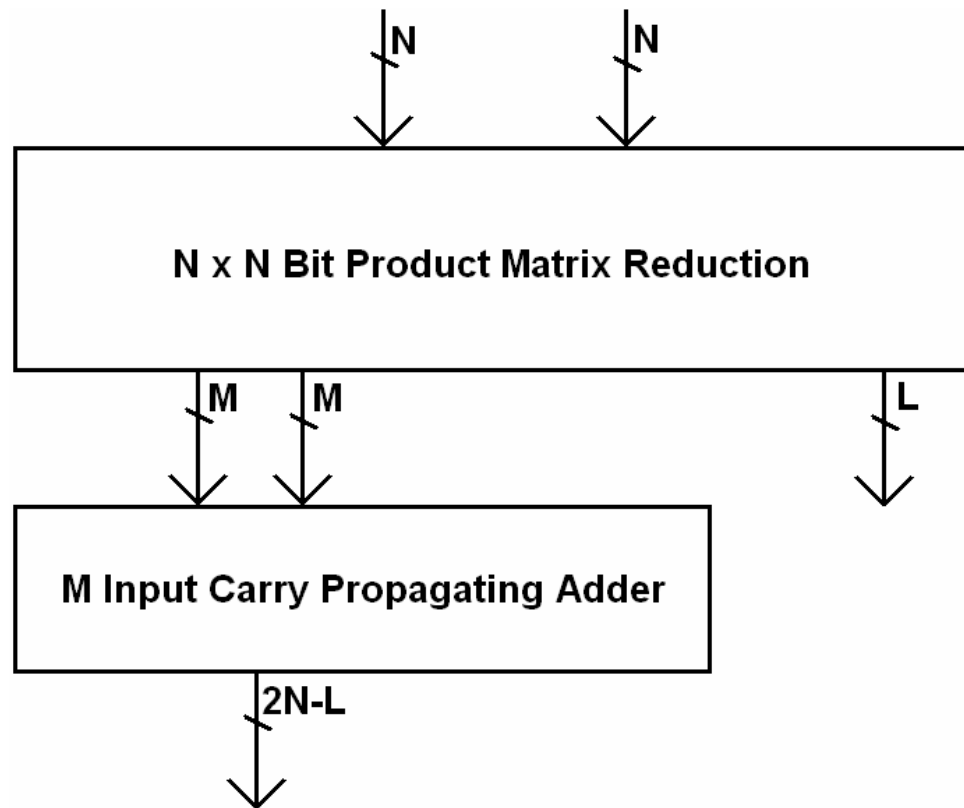 N N
N x N Bit Product Matrix Reduction
M M L
M Input Carry Propagating Adder
2N-L